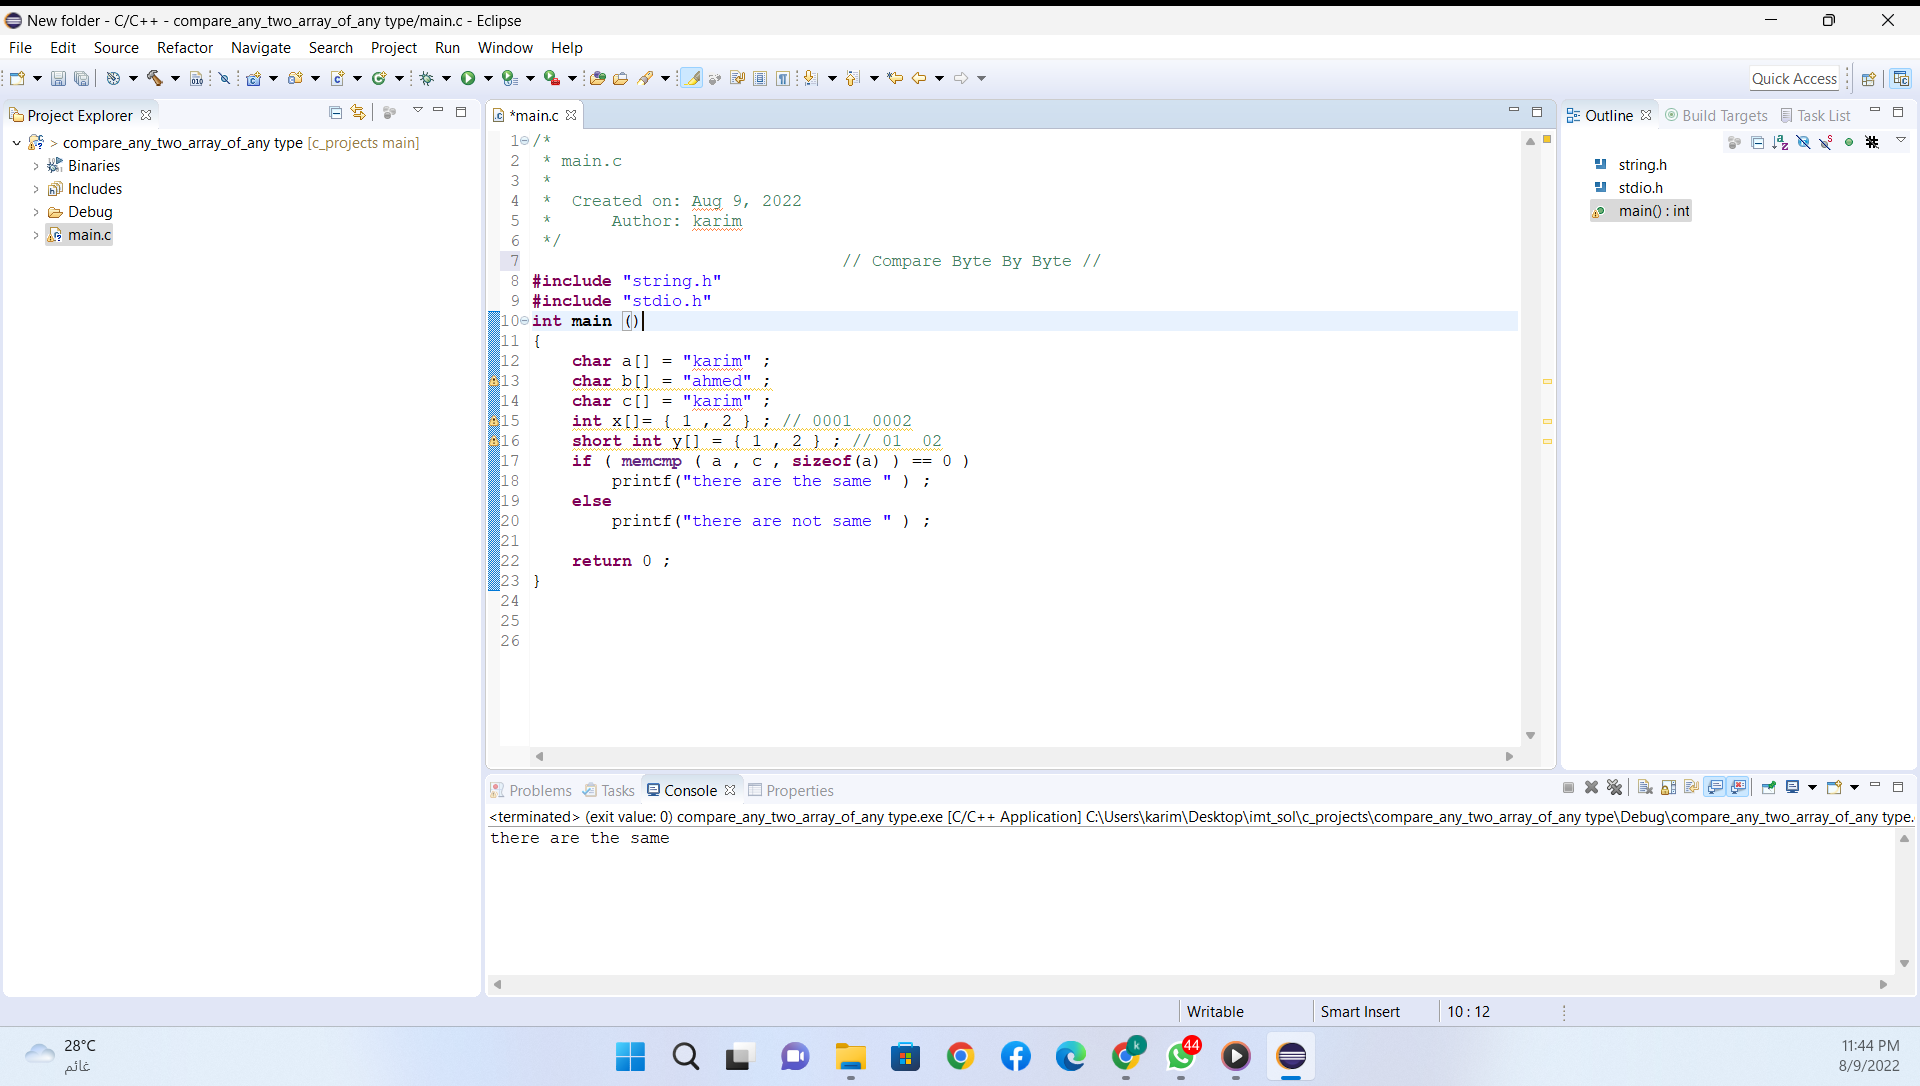 New folder - C/C++ - compare_any_two_array_of_any type/main.c - Eclipse
File Edit Source Refactor Navigate Search Project Run Window Help
Quick Access
Project Explorer
compare_any_two_array_of_any type [c_projects main]
Binaries
Includes
Debug
main.c
*main.c
1 /*
2 * main.c
3 *
4 * Created on: Aug 9, 2022
5 * Author: karim
6 */
7 // Compare Byte By Byte //
8 #include "string.h"
9 #include "stdio.h"
10 int main ()
11 {
12 char a[] = "karim" ;
13 char b[] = "ahmed" ;
14 char c[] = "karim" ;
15 int x[]= { 1 , 2 } ; // 0001 0002
16 short int y[] = { 1 , 2 } ; // 01 02
17 if ( memcmp ( a , c , sizeof(a) ) == 0 )
18 printf("there are the same " ) ;
19 else
20 printf("there are not same " ) ;
21
22 return 0 ;
23 }
24
25
26
Outline Build Targets Task List
string.h
stdio.h
main() : int
Problems Tasks Console Properties
<terminated> (exit value: 0) compare_any_two_array_of_any type.exe [C/C++ Application] C:\Users\karim\Desktop\imt_sol\c_projects\compare_any_two_array_of_any type\Debug\compare_any_two_array_of_any type.
there are the same
Writable Smart Insert 10 : 12
28°C
غائم
k
44
11:44 PM
8/9/2022